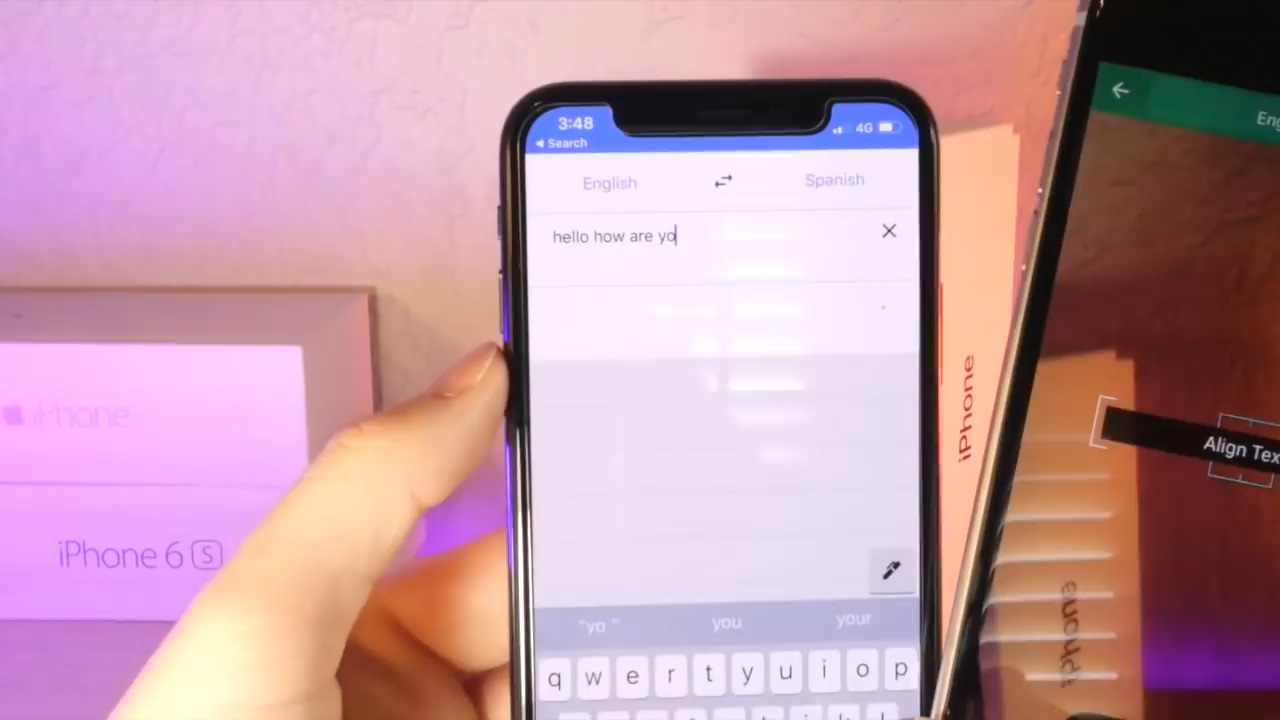 3:48
4G
Search
English
Spanish
hello how are yo
"yo "
you
your
q w e r t y u i o p
iPhone
iPhone 6 S
iPhone
Align
iPhone